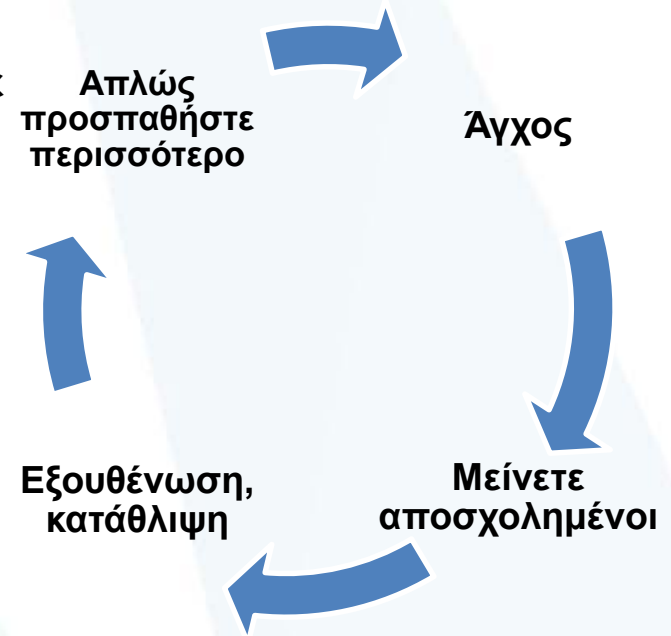 Απλώς
προσπαθήστε
περισσότερο
Άγχος
Μείνετε
αποσχολημένοι
Εξουθένωση,
κατάθλιψη